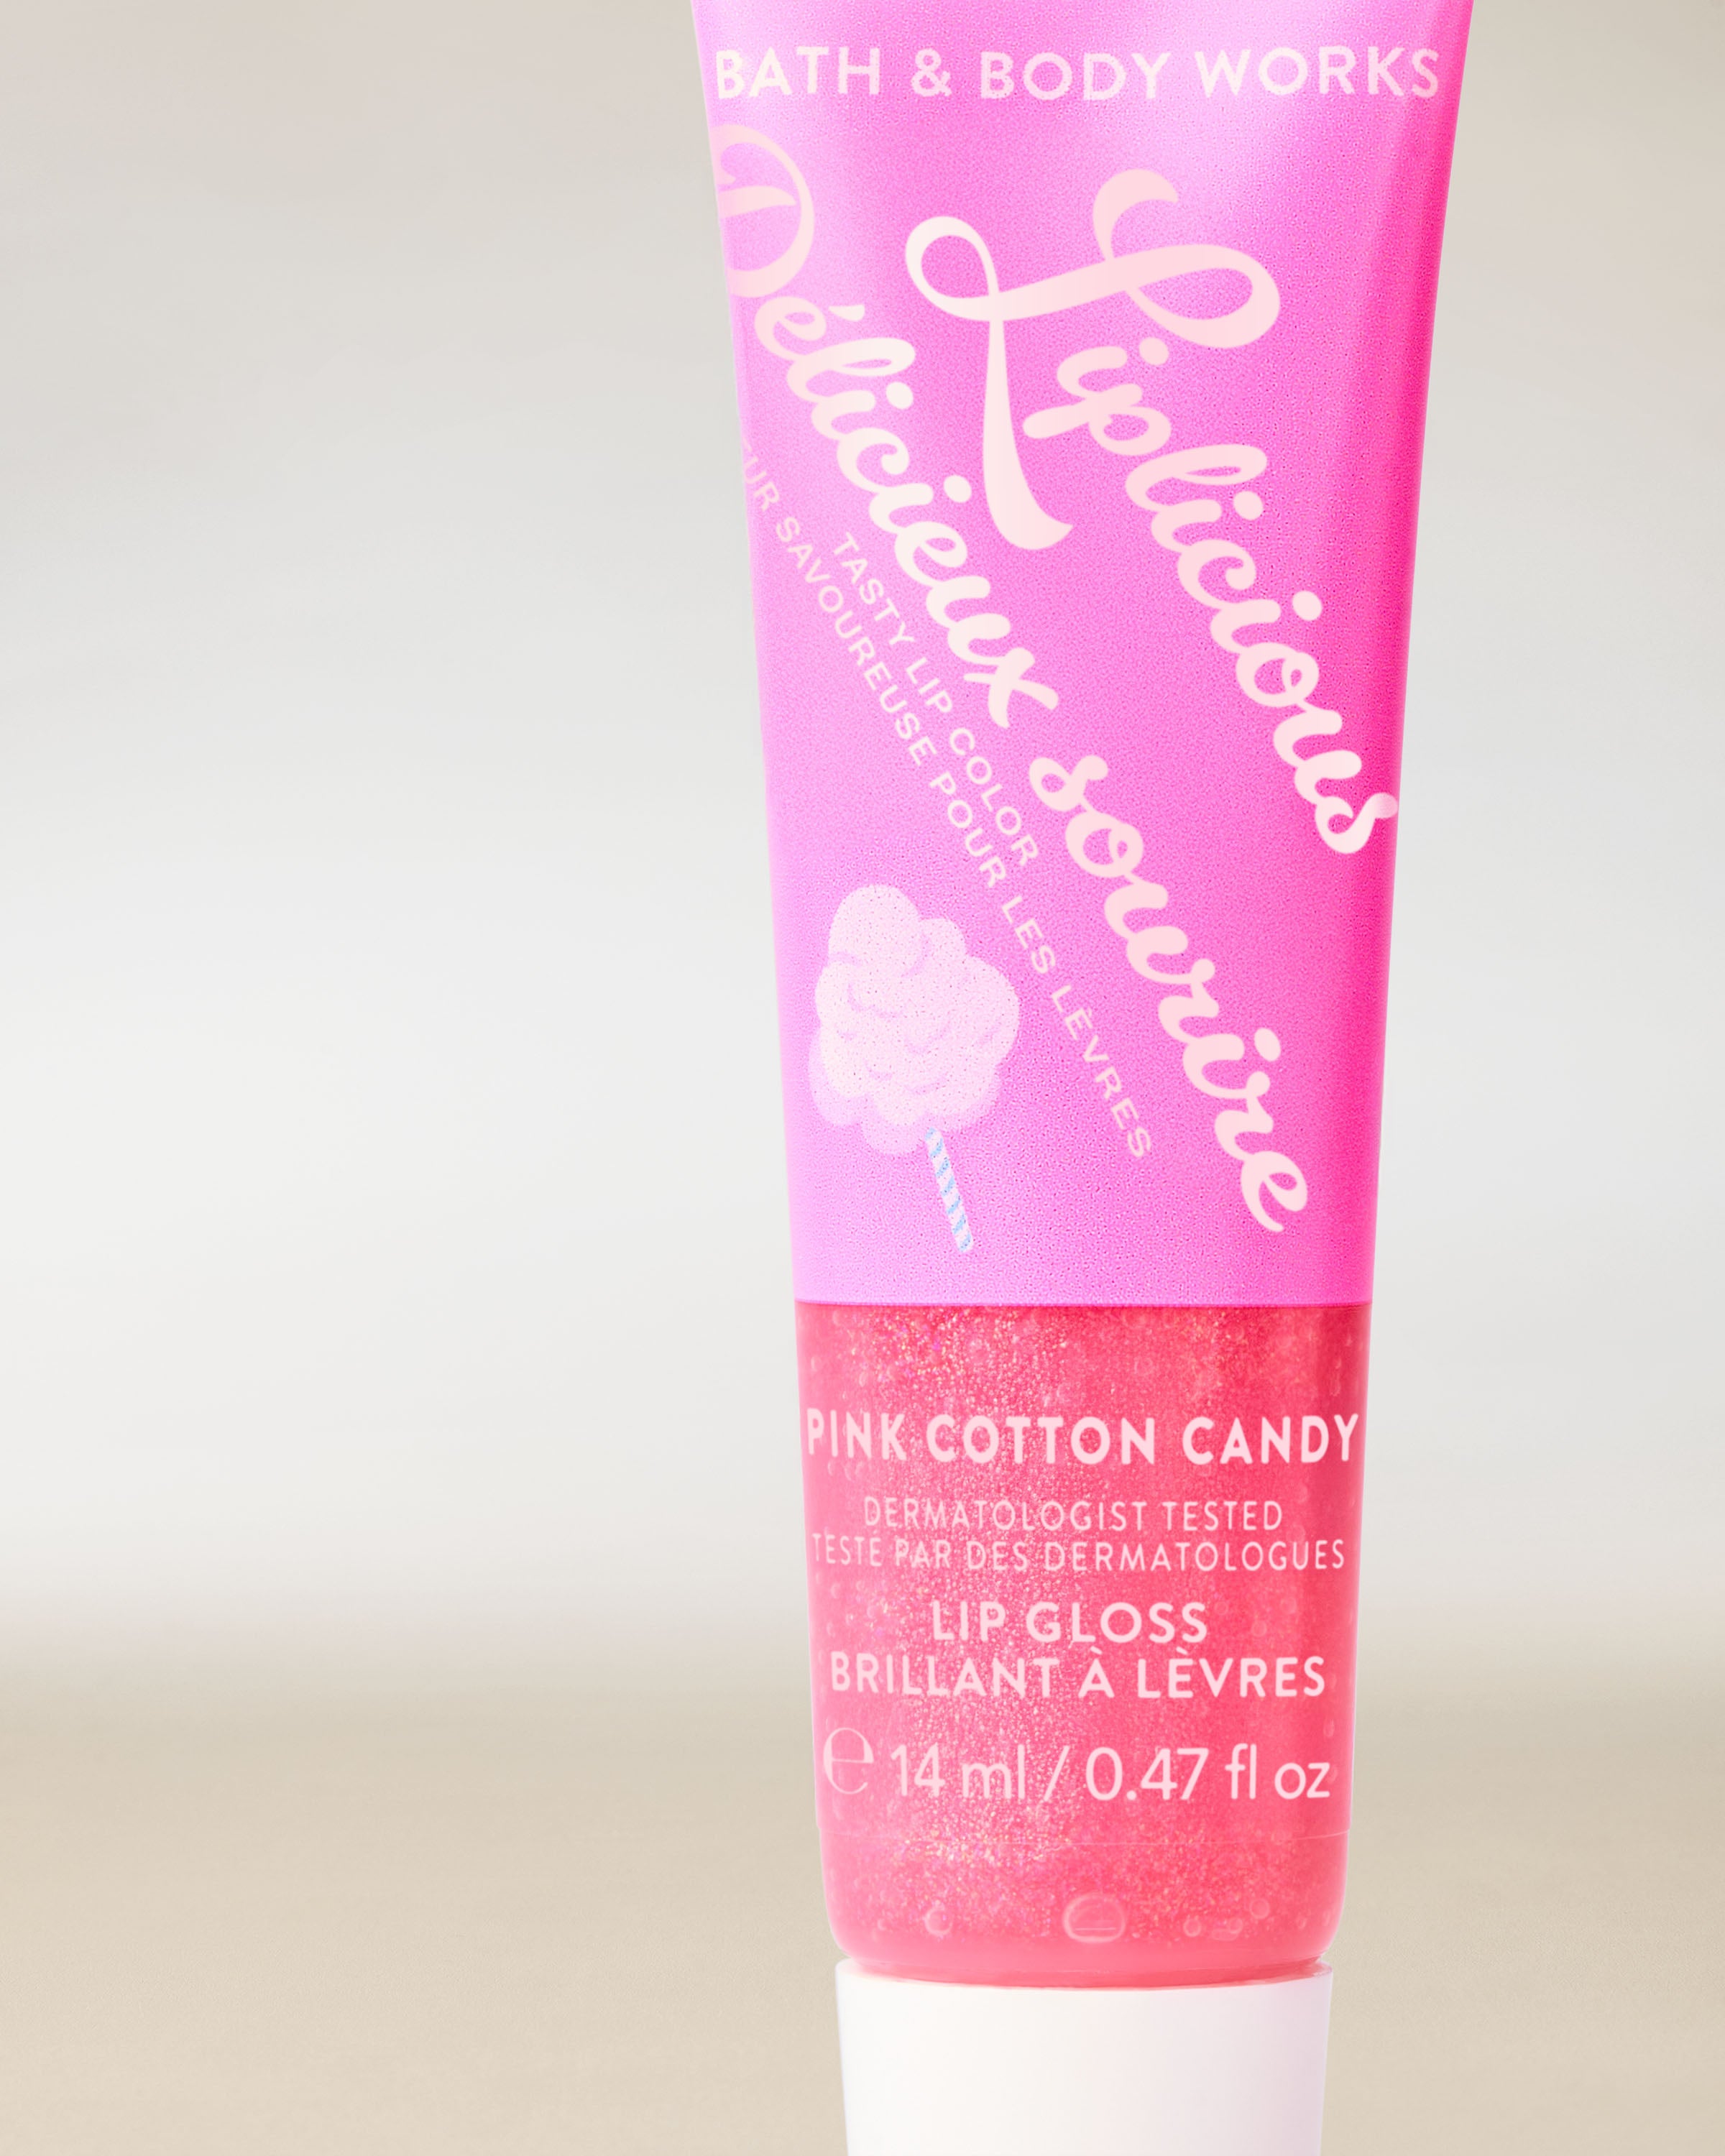 BATH & BODY WORKS
Liplicious
Délicieux sourire
TASTY LIP COLOR
SAVOUREUSE POUR LES LÈVRES
PINK COTTON CANDY
DERMATOLOGIST TESTED
TESTÉ PAR DES DERMATOLOGUES
LIP GLOSS
BRILLANT À LÈVRES
℮ 14 ml / 0.47 fl oz